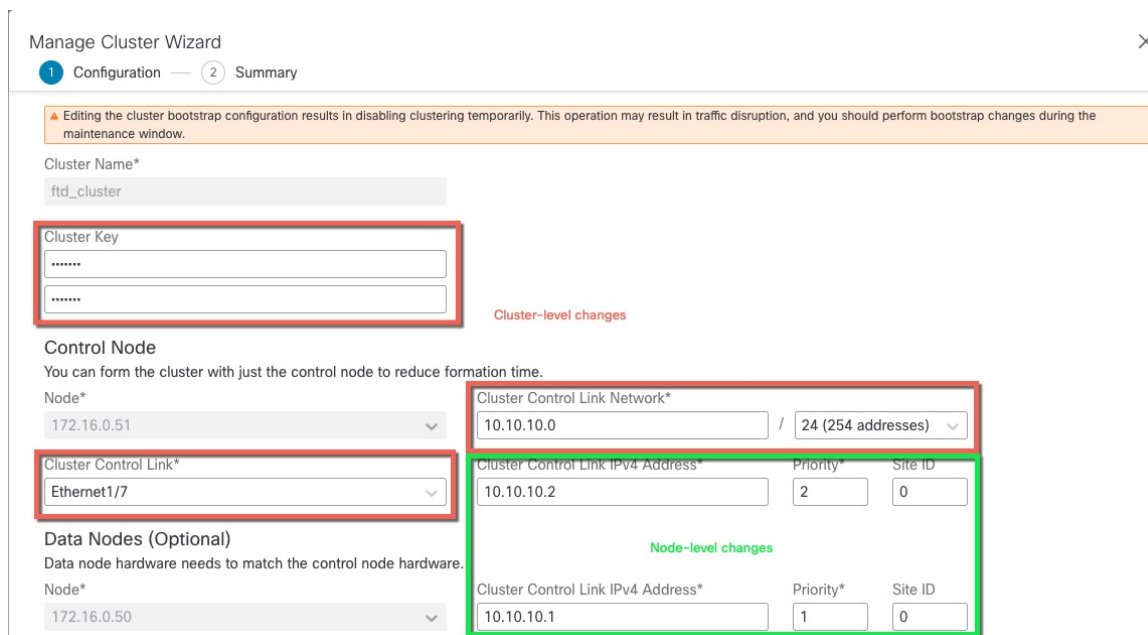 Manage Cluster Wizard
1 Configuration — 2 Summary
Editing the cluster bootstrap configuration results in disabling clustering temporarily. This operation may result in traffic disruption, and you should perform bootstrap changes during the
maintenance window.
Cluster Name*
ftd_cluster
Cluster Key
•••••••
•••••••
Cluster-level changes
Control Node
You can form the cluster with just the control node to reduce formation time.
Node* Cluster Control Link Network*
172.16.0.51 10.10.10.0 / 24 (254 addresses)
Cluster Control Link* Cluster Control Link IPv4 Address* Priority* Site ID
Ethernet1/7 10.10.10.2 2 0
Data Nodes (Optional)
Node-level changes
Data node hardware needs to match the control node hardware.
Node* Cluster Control Link IPv4 Address* Priority* Site ID
172.16.0.50 10.10.10.1 1 0